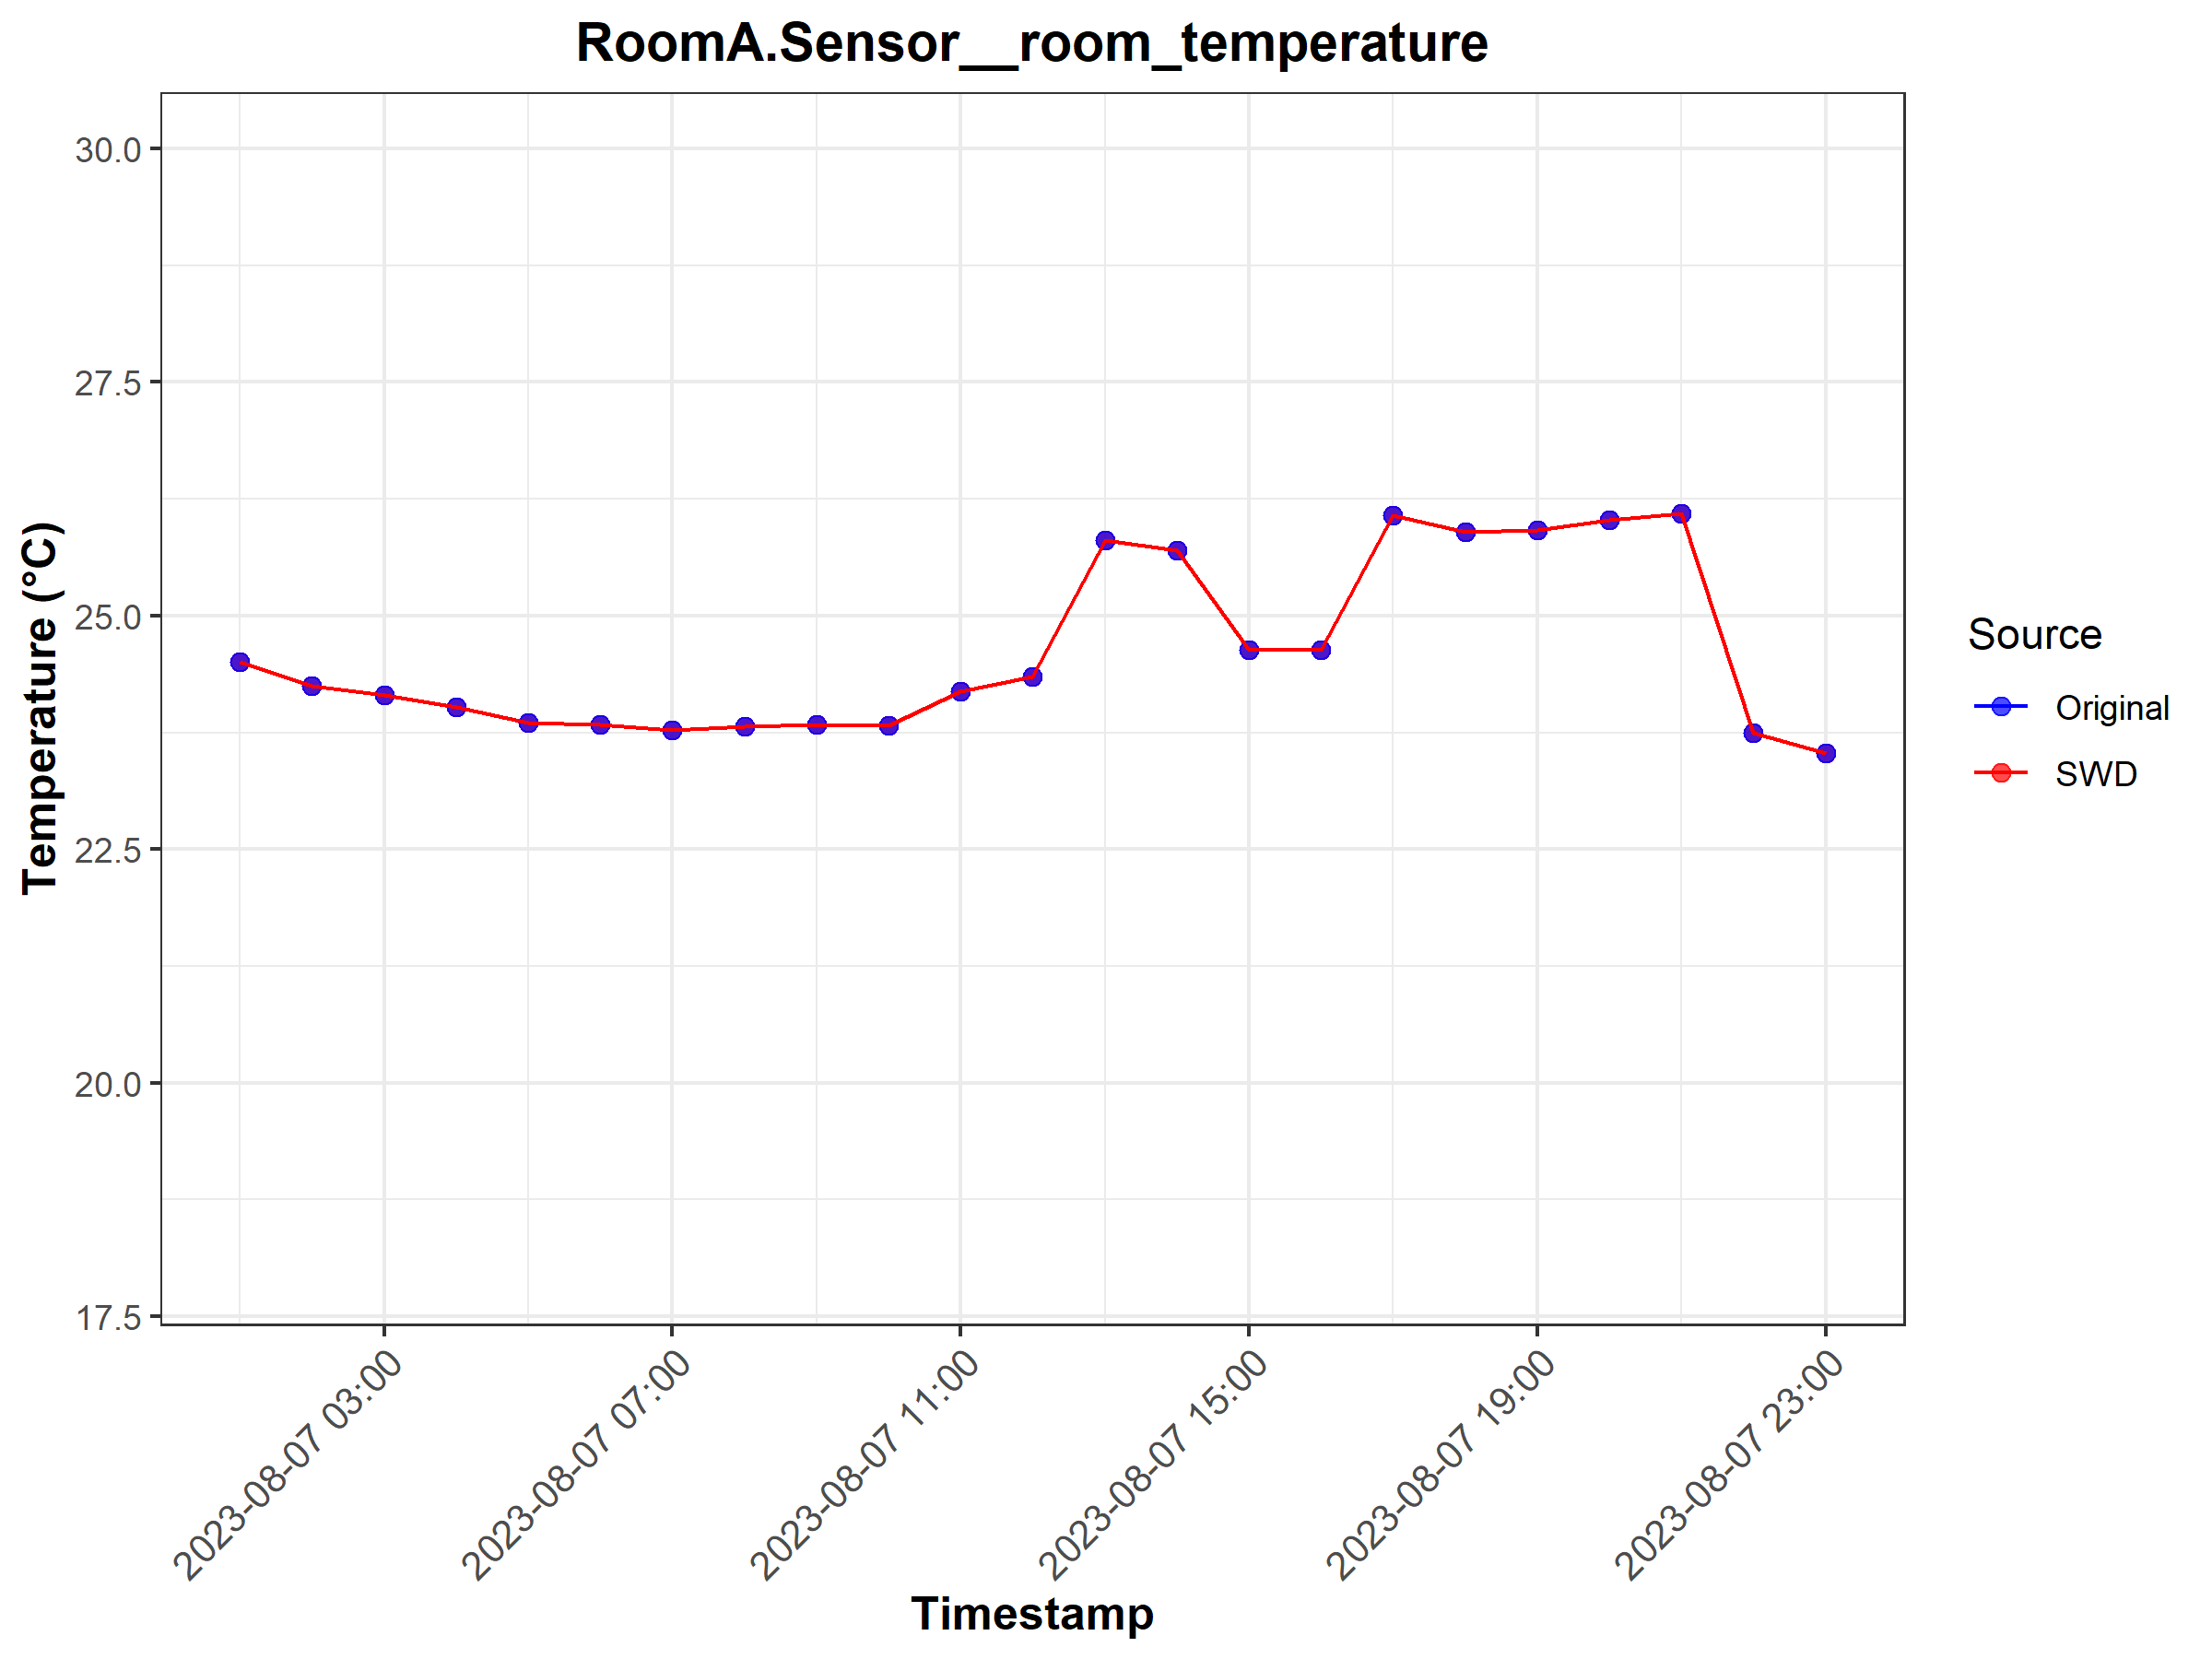 RoomA.Sensor__room_temperature
Temperature (°C)
30.0
27.5
25.0
22.5
20.0
17.5
2023-08-07 03:00
2023-08-07 07:00
2023-08-07 11:00
2023-08-07 15:00
2023-08-07 19:00
2023-08-07 23:00
Timestamp
Source
Original
SWD